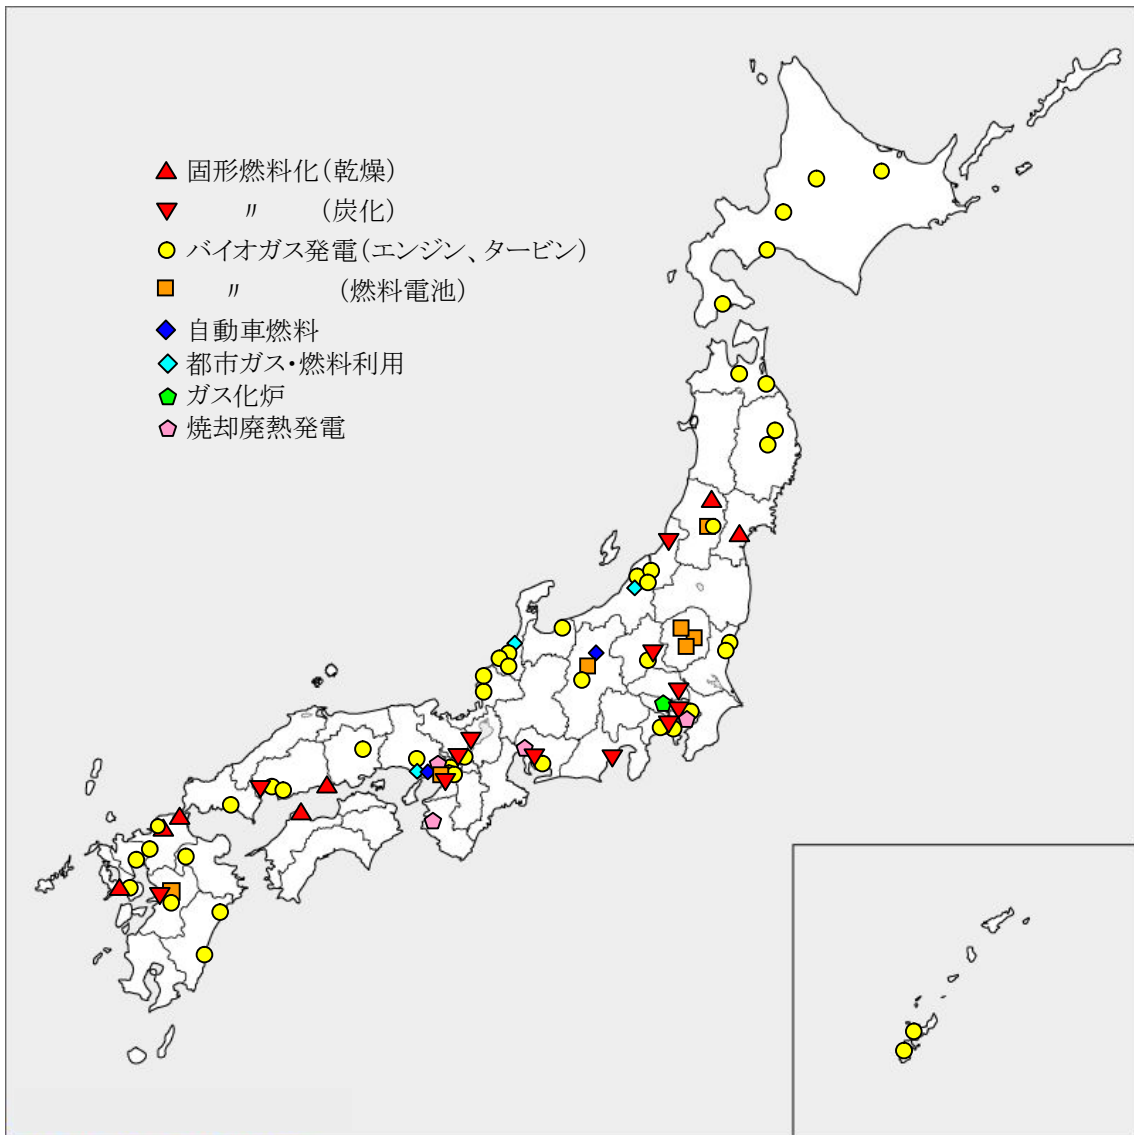 固形燃料化(乾燥)
〃 (炭化)
バイオガス発電(エンジン、タービン)
〃 (燃料電池)
自動車燃料
都市ガス・燃料利用
ガス化炉
焼却廃熱発電